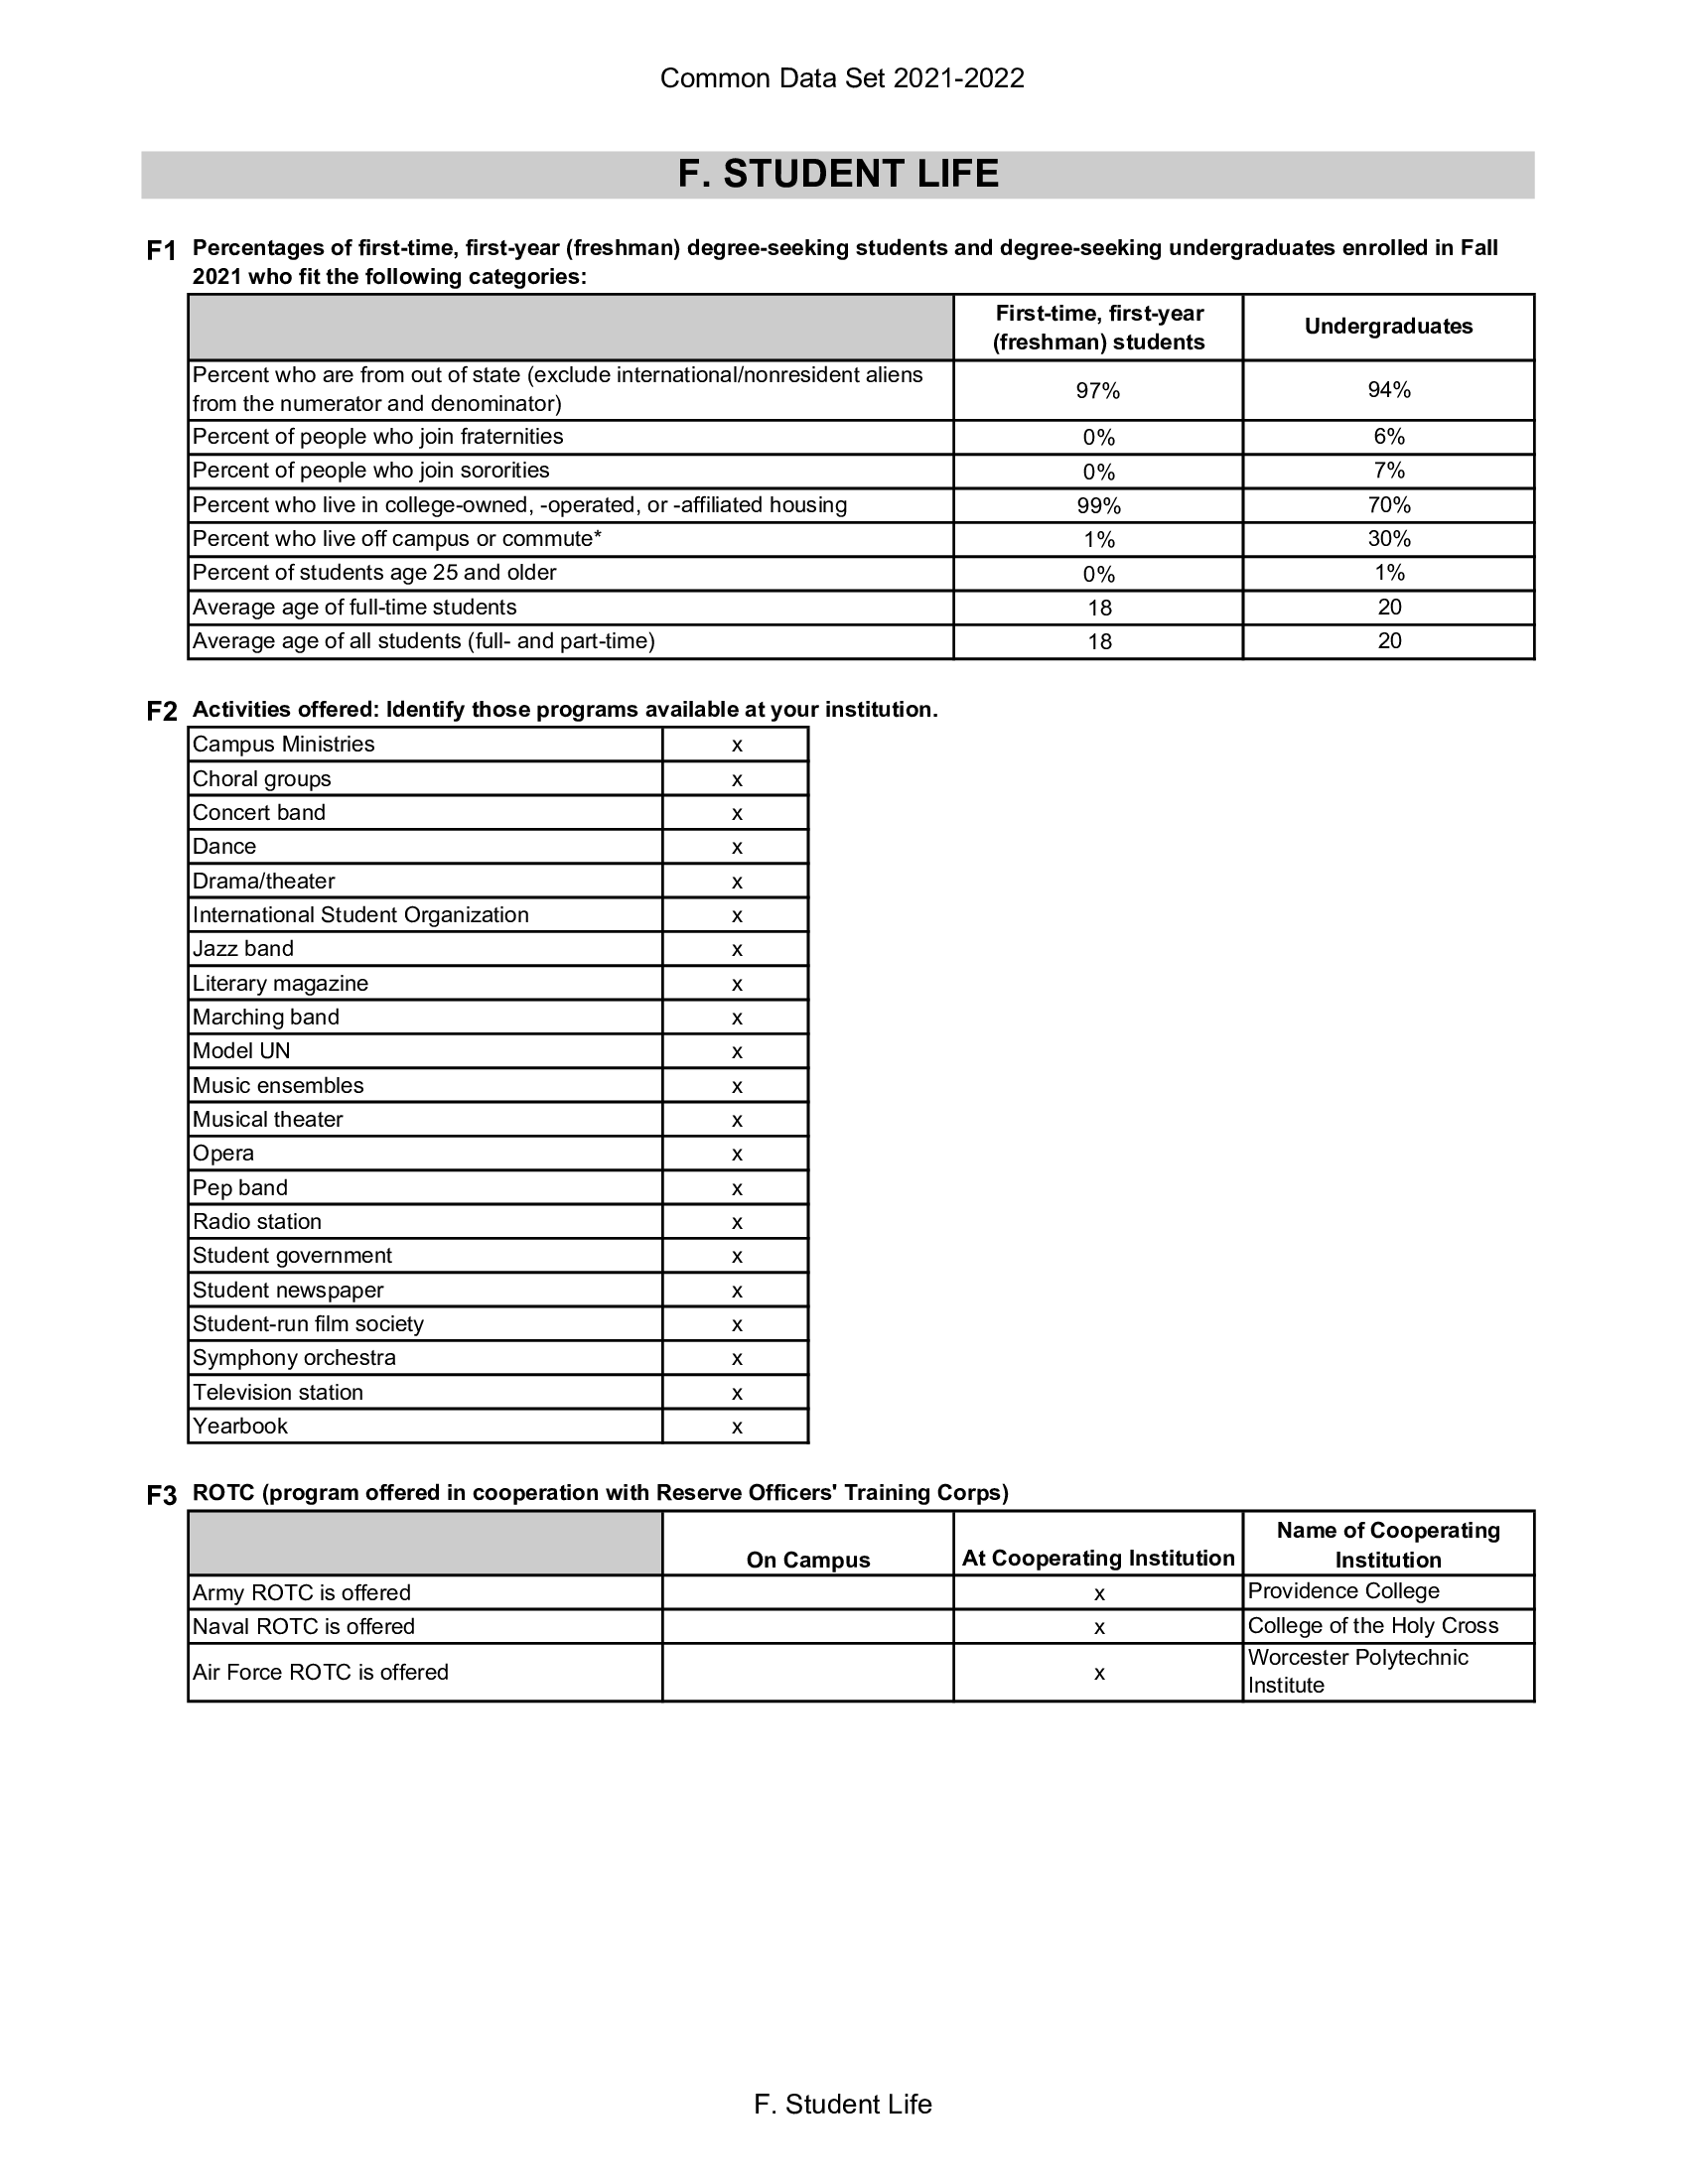 Common Data Set 2021-2022
F. STUDENT LIFE
F1 Percentages of first-time, first-year (freshman) degree-seeking students and degree-seeking undergraduates enrolled in Fall
2021 who fit the following categories:
First-time, first-year
(freshman) students
Undergraduates
Percent who are from out of state (exclude international/nonresident aliens
from the numerator and denominator) 97% 94%
Percent of people who join fraternities 0% 6%
Percent of people who join sororities 0% 7%
Percent who live in college-owned, -operated, or -affiliated housing 99% 70%
Percent who live off campus or commute* 1% 30%
Percent of students age 25 and older 0% 1%
Average age of full-time students 18 20
Average age of all students (full- and part-time) 18 20
F2 Activities offered: Identify those programs available at your institution.
Campus Ministries x
Choral groups x
Concert band x
Dance x
Drama/theater x
International Student Organization x
Jazz band x
Literary magazine x
Marching band x
Model UN x
Music ensembles x
Musical theater x
Opera x
Pep band x
Radio station x
Student government x
Student newspaper x
Student-run film society x
Symphony orchestra x
Television station x
Yearbook x
F3 ROTC (program offered in cooperation with Reserve Officers' Training Corps)
On Campus
At Cooperating Institution
Name of Cooperating
Institution
Army ROTC is offered x Providence College
Naval ROTC is offered x College of the Holy Cross
Air Force ROTC is offered x Worcester Polytechnic
Institute
F. Student Life